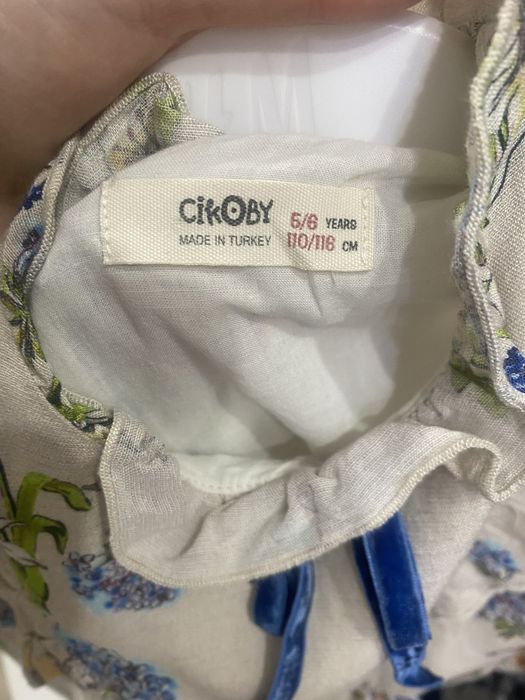 CiKOBY
MADE IN TURKEY
5/6 YEARS
110/116 CM